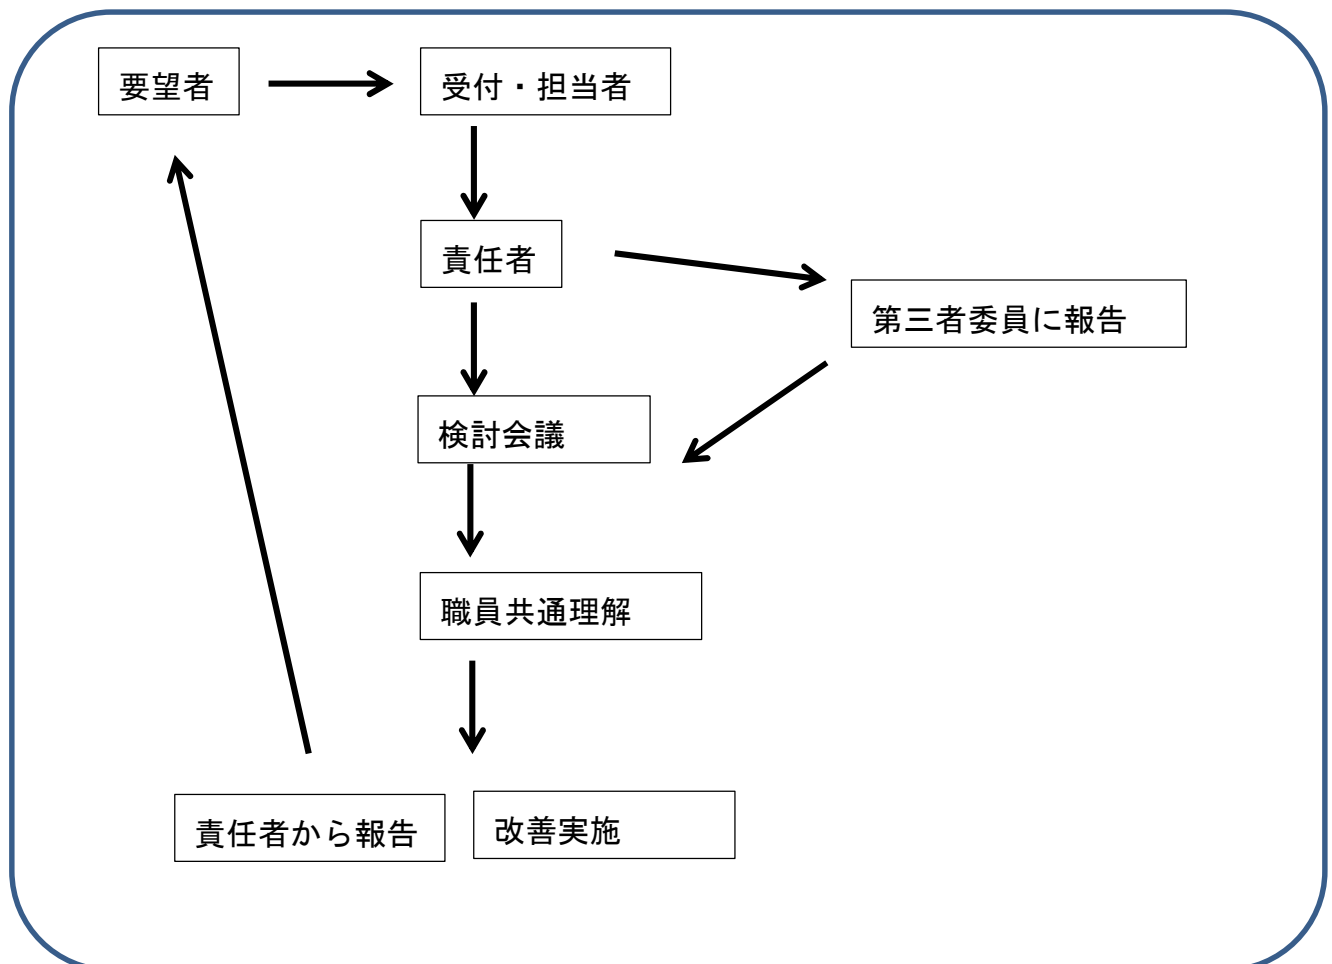 要望者
受付・担当者
責任者
第三者委員に報告
検討会議
職員共通理解
責任者から報告
改善実施